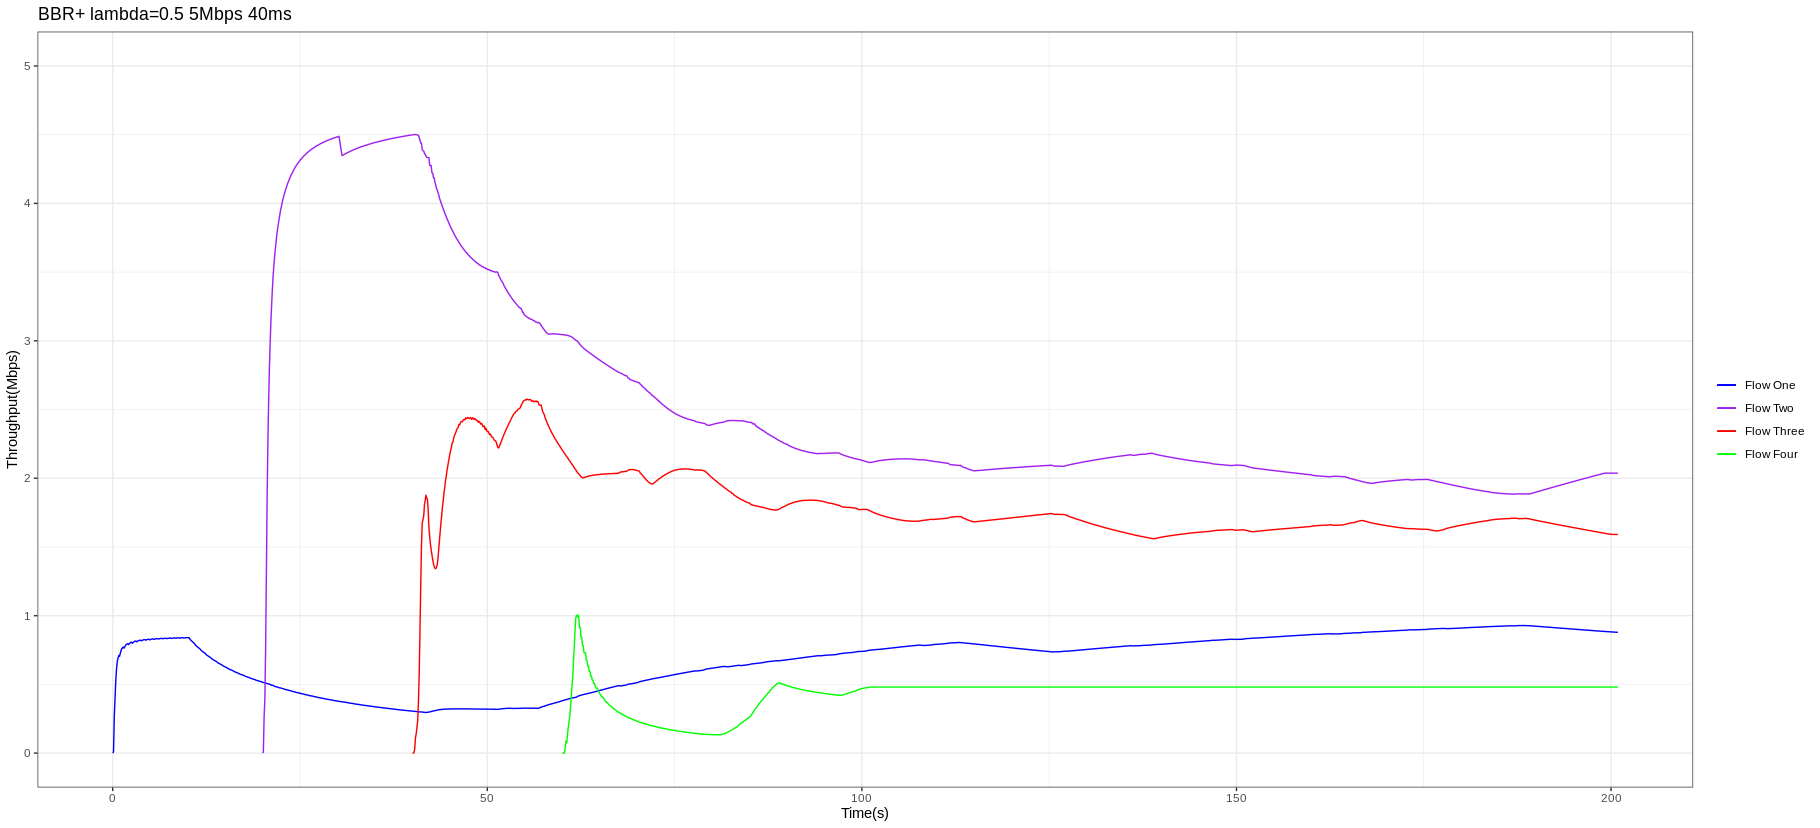 BBR+ lambda=0.5 5Mbps 40ms
Throughput(Mbps)
5
4
3
2
1
0
0 50 100 150 200
Time(s)
Flow One
Flow Two
Flow Three
Flow Four